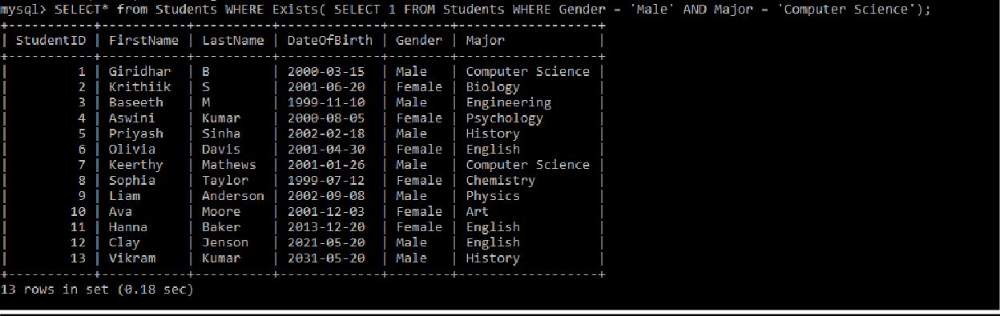 mysql> SELECT* from Students WHERE Exists( SELECT 1 FROM Students WHERE Gender = 'Male' AND Major = 'Computer Science');
+-----------+-----------+----------+-------------+--------+------------------+
| StudentID | FirstName | LastName | DateOfBirth | Gender | Major            |
+-----------+-----------+----------+-------------+--------+------------------+
|         1 | Giridhar  | B        | 2000-03-15  | Male   | Computer Science |
|         2 | Krithiik  | S        | 2001-06-20  | Female | Biology          |
|         3 | Baseeth   | M        | 1999-11-10  | Male   | Engineering      |
|         4 | Aswini    | Kumar    | 2000-08-05  | Female | Psychology       |
|         5 | Priyash   | Sinha    | 2002-02-18  | Male   | History          |
|         6 | Olivia    | Davis    | 2001-04-30  | Female | English          |
|         7 | Keerthy   | Mathews  | 2001-01-26  | Male   | Computer Science |
|         8 | Sophia    | Taylor   | 1999-07-12  | Female | Chemistry        |
|         9 | Liam      | Anderson | 2002-09-08  | Male   | Physics          |
|        10 | Ava       | Moore    | 2001-12-03  | Female | Art              |
|        11 | Hanna     | Baker    | 2013-12-20  | Female | English          |
|        12 | Clay      | Jenson   | 2021-05-20  | Male   | English          |
|        13 | Vikram    | Kumar    | 2031-05-20  | Male   | History          |
+-----------+-----------+----------+-------------+--------+------------------+
13 rows in set (0.18 sec)